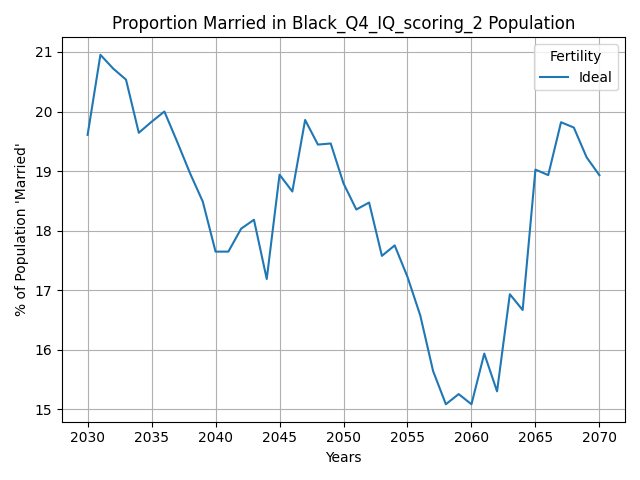 Proportion Married in Black_Q4_IQ_scoring_2 Population
Fertility
Ideal
% of Population 'Married'
21
20
19
18
17
16
15
2030 2035 2040 2045 2050 2055 2060 2065 2070
Years